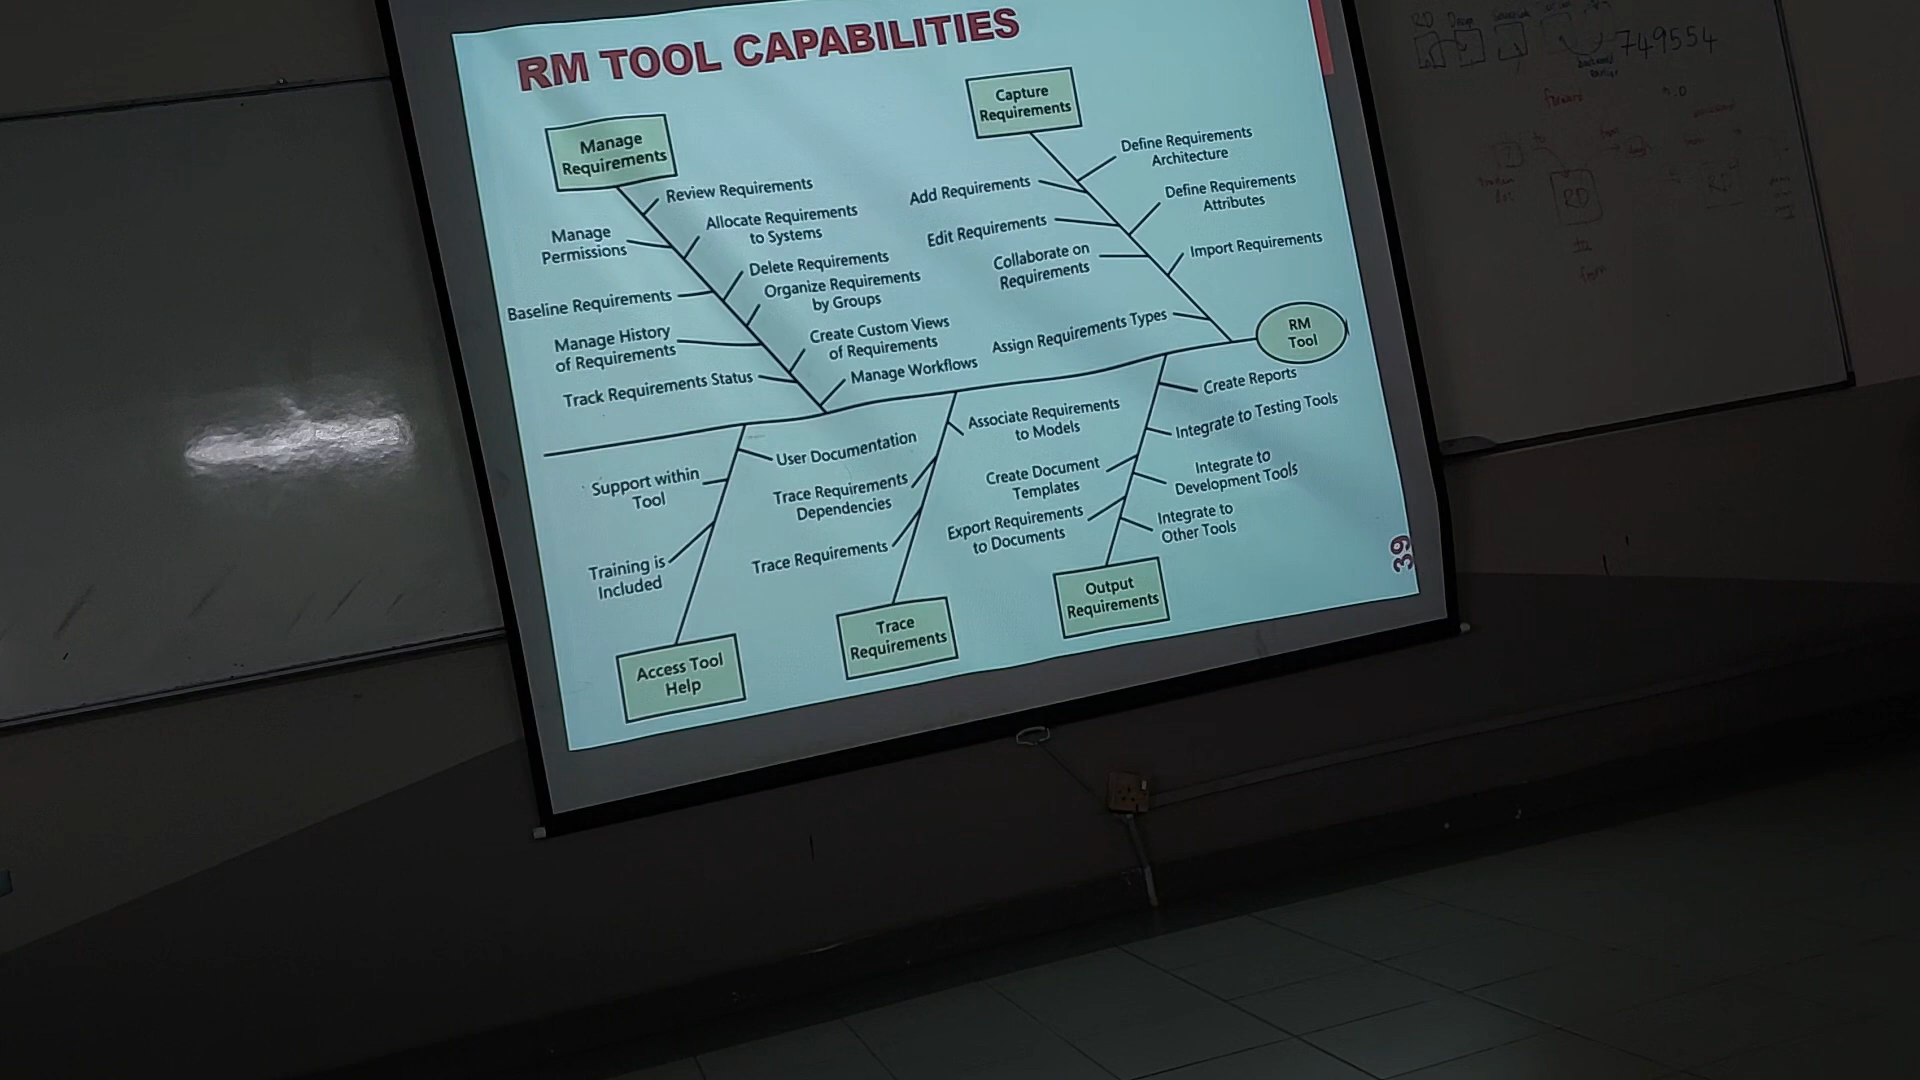 RM TOOL CAPABILITIES
Manage
Requirements
Review Requirements
Manage
Permissions
Allocate Requirements
to Systems
Delete Requirements
Baseline Requirements
Organize Requirements
by Groups
Manage History
of Requirements
Create Custom Views
of Requirements
Track Requirements Status
Manage Workflows
Capture
Requirements
Define Requirements
Architecture
Add Requirements
Define Requirements
Attributes
Edit Requirements
Import Requirements
Collaborate on
Requirements
Assign Requirements Types
RM
Tool
User Documentation
Support within
Tool
Training is
Included
Access Tool
Help
Associate Requirements
to Models
Trace Requirements
Dependencies
Trace Requirements
Trace
Requirements
Create Reports
Integrate to Testing Tools
Create Document
Templates
Integrate to
Development Tools
Export Requirements
to Documents
Integrate to
Other Tools
Output
Requirements
39
RD
749554
RD
to
from